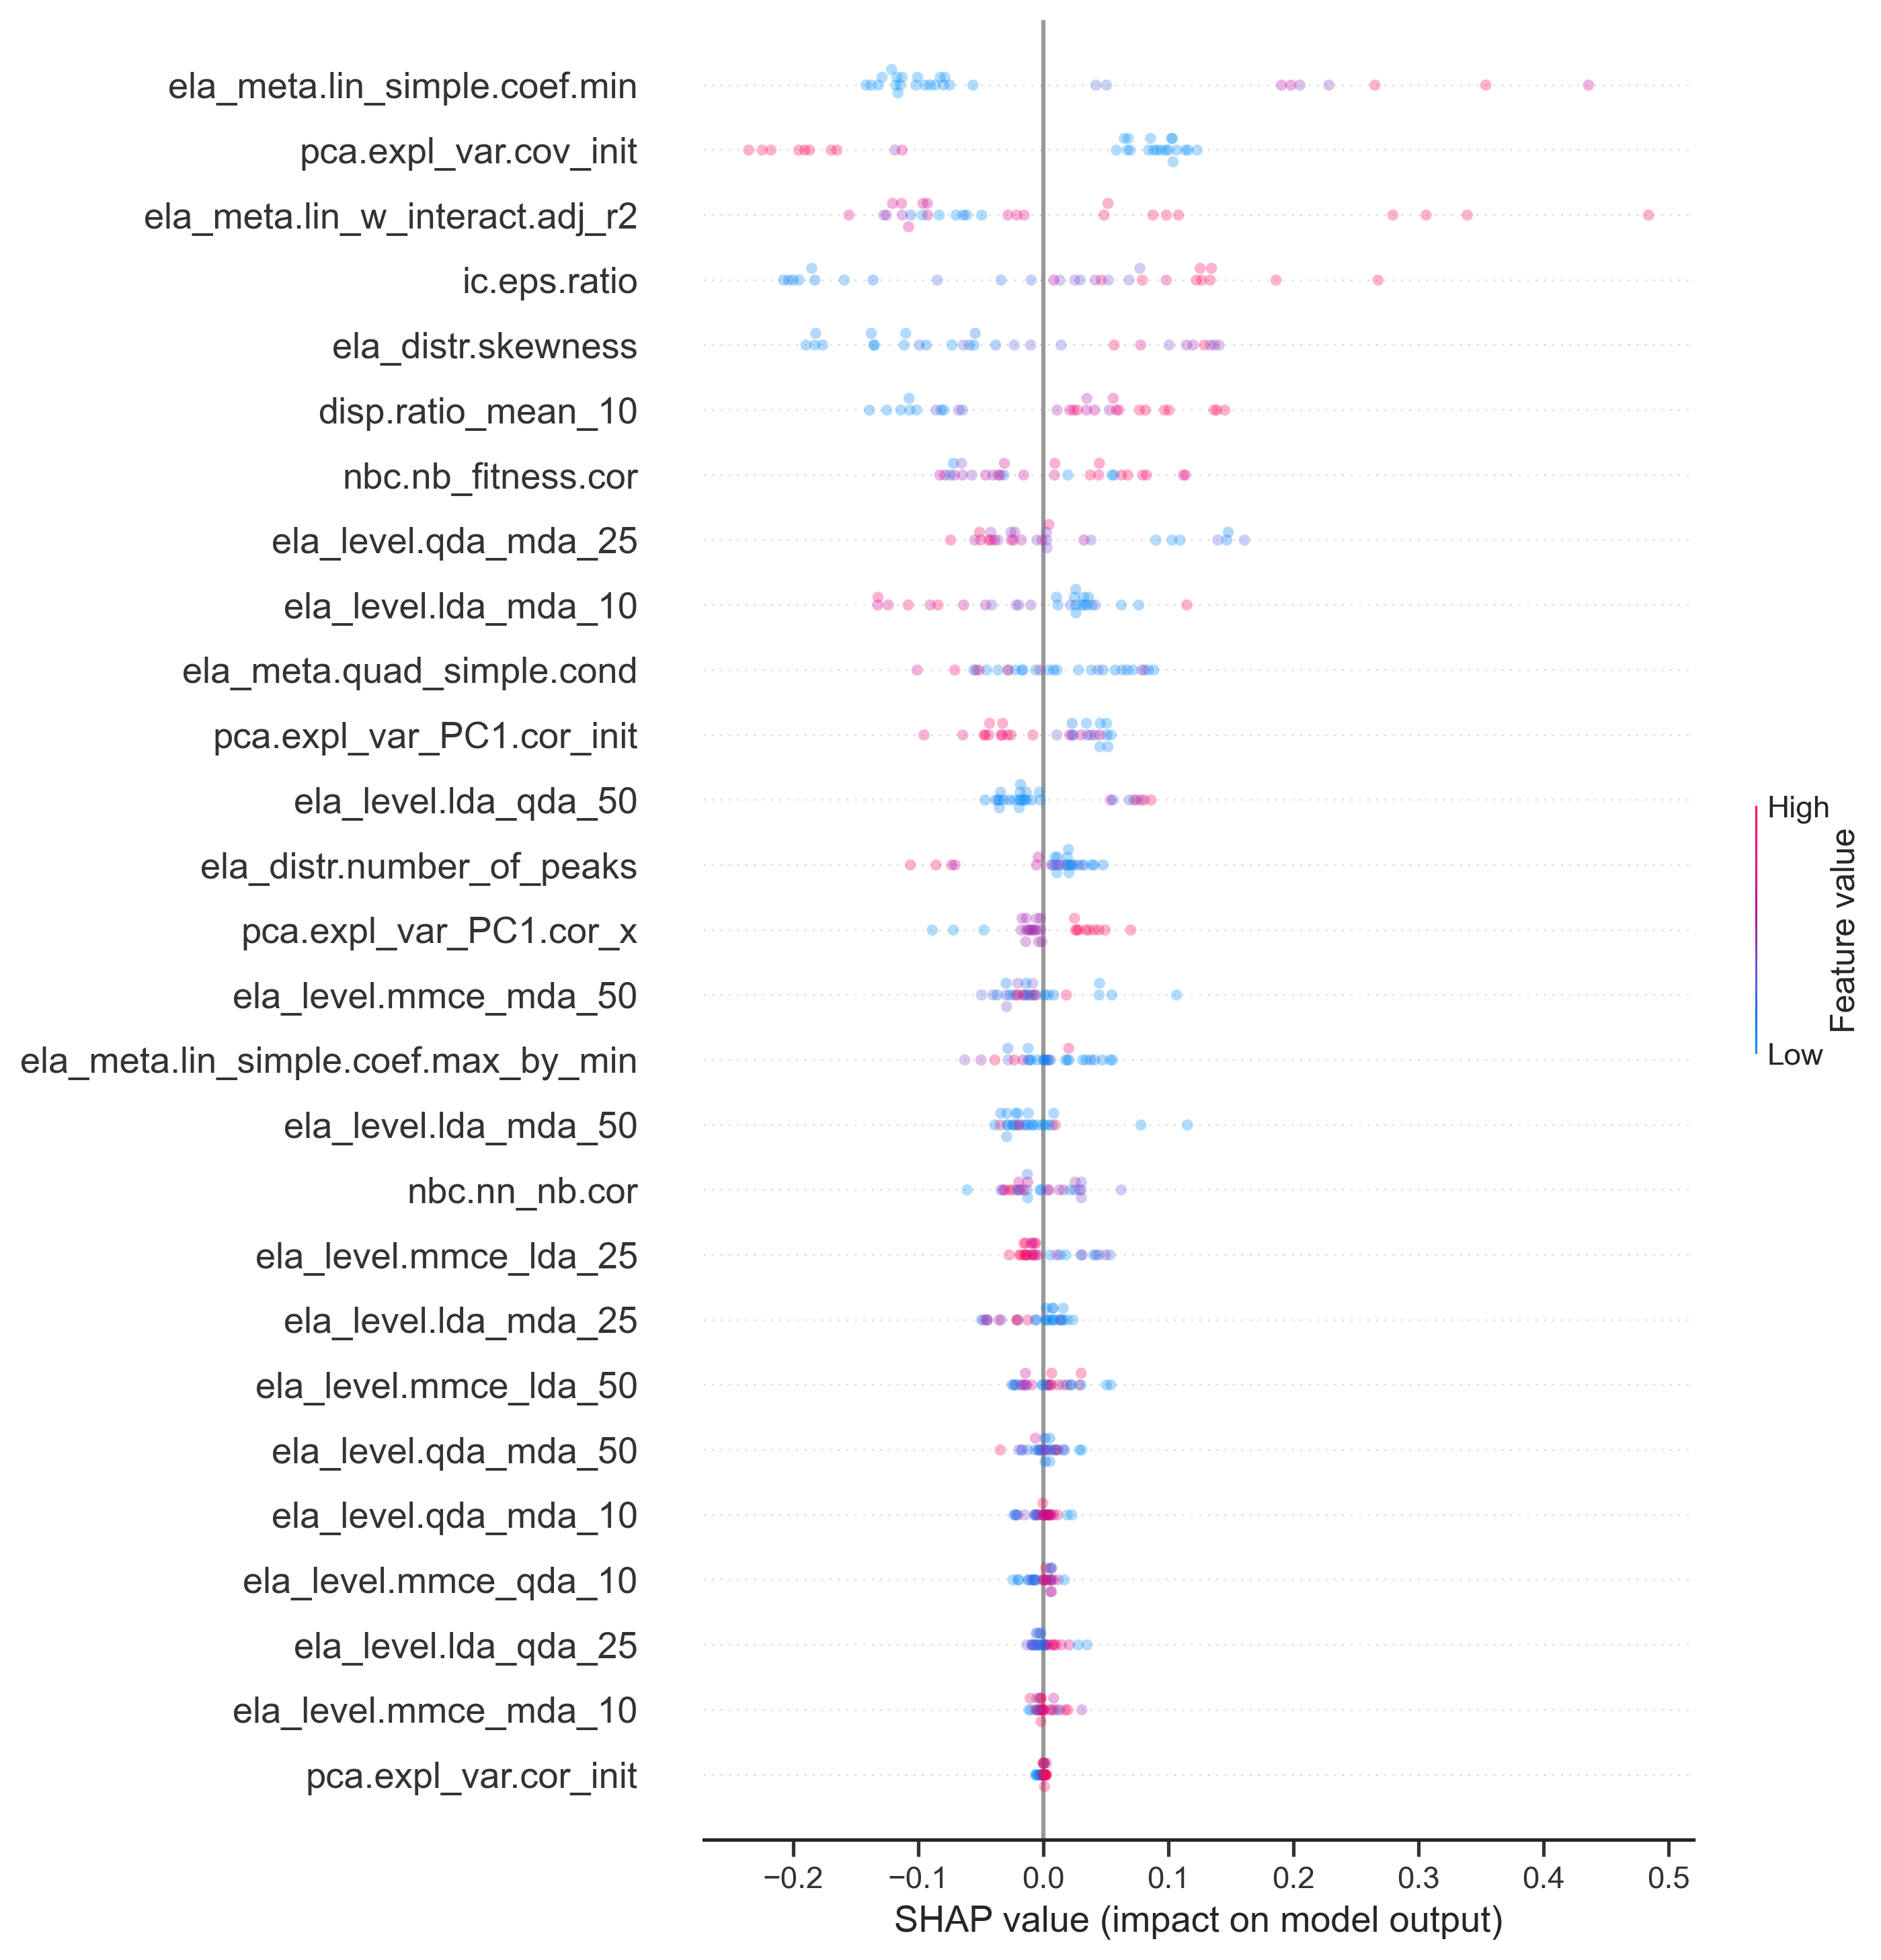 ela_meta.lin_simple.coef.min
pca.expl_var.cov_init
ela_meta.lin_w_interact.adj_r2
ic.eps.ratio
ela_distr.skewness
disp.ratio_mean_10
nbc.nb_fitness.cor
ela_level.qda_mda_25
ela_level.lda_mda_10
ela_meta.quad_simple.cond
pca.expl_var_PC1.cor_init
ela_level.lda_qda_50
ela_distr.number_of_peaks
pca.expl_var_PC1.cor_x
ela_level.mmce_mda_50
ela_meta.lin_simple.coef.max_by_min
ela_level.lda_mda_50
nbc.nn_nb.cor
ela_level.mmce_lda_25
ela_level.lda_mda_25
ela_level.mmce_lda_50
ela_level.qda_mda_50
ela_level.qda_mda_10
ela_level.mmce_qda_10
ela_level.lda_qda_25
ela_level.mmce_mda_10
pca.expl_var.cor_init
−0.2 −0.1 0.0 0.1 0.2 0.3 0.4 0.5
SHAP value (impact on model output)
High
Feature value
Low